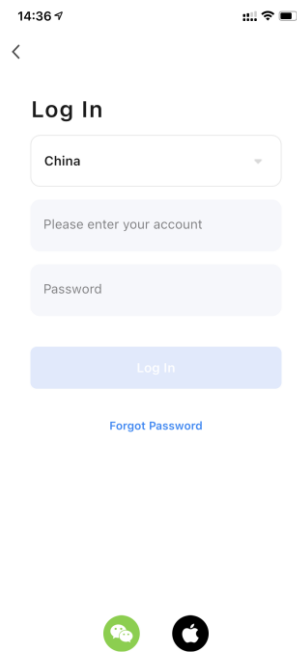 14:36
Log In
China
Please enter your account
Password
Log In
Forgot Password